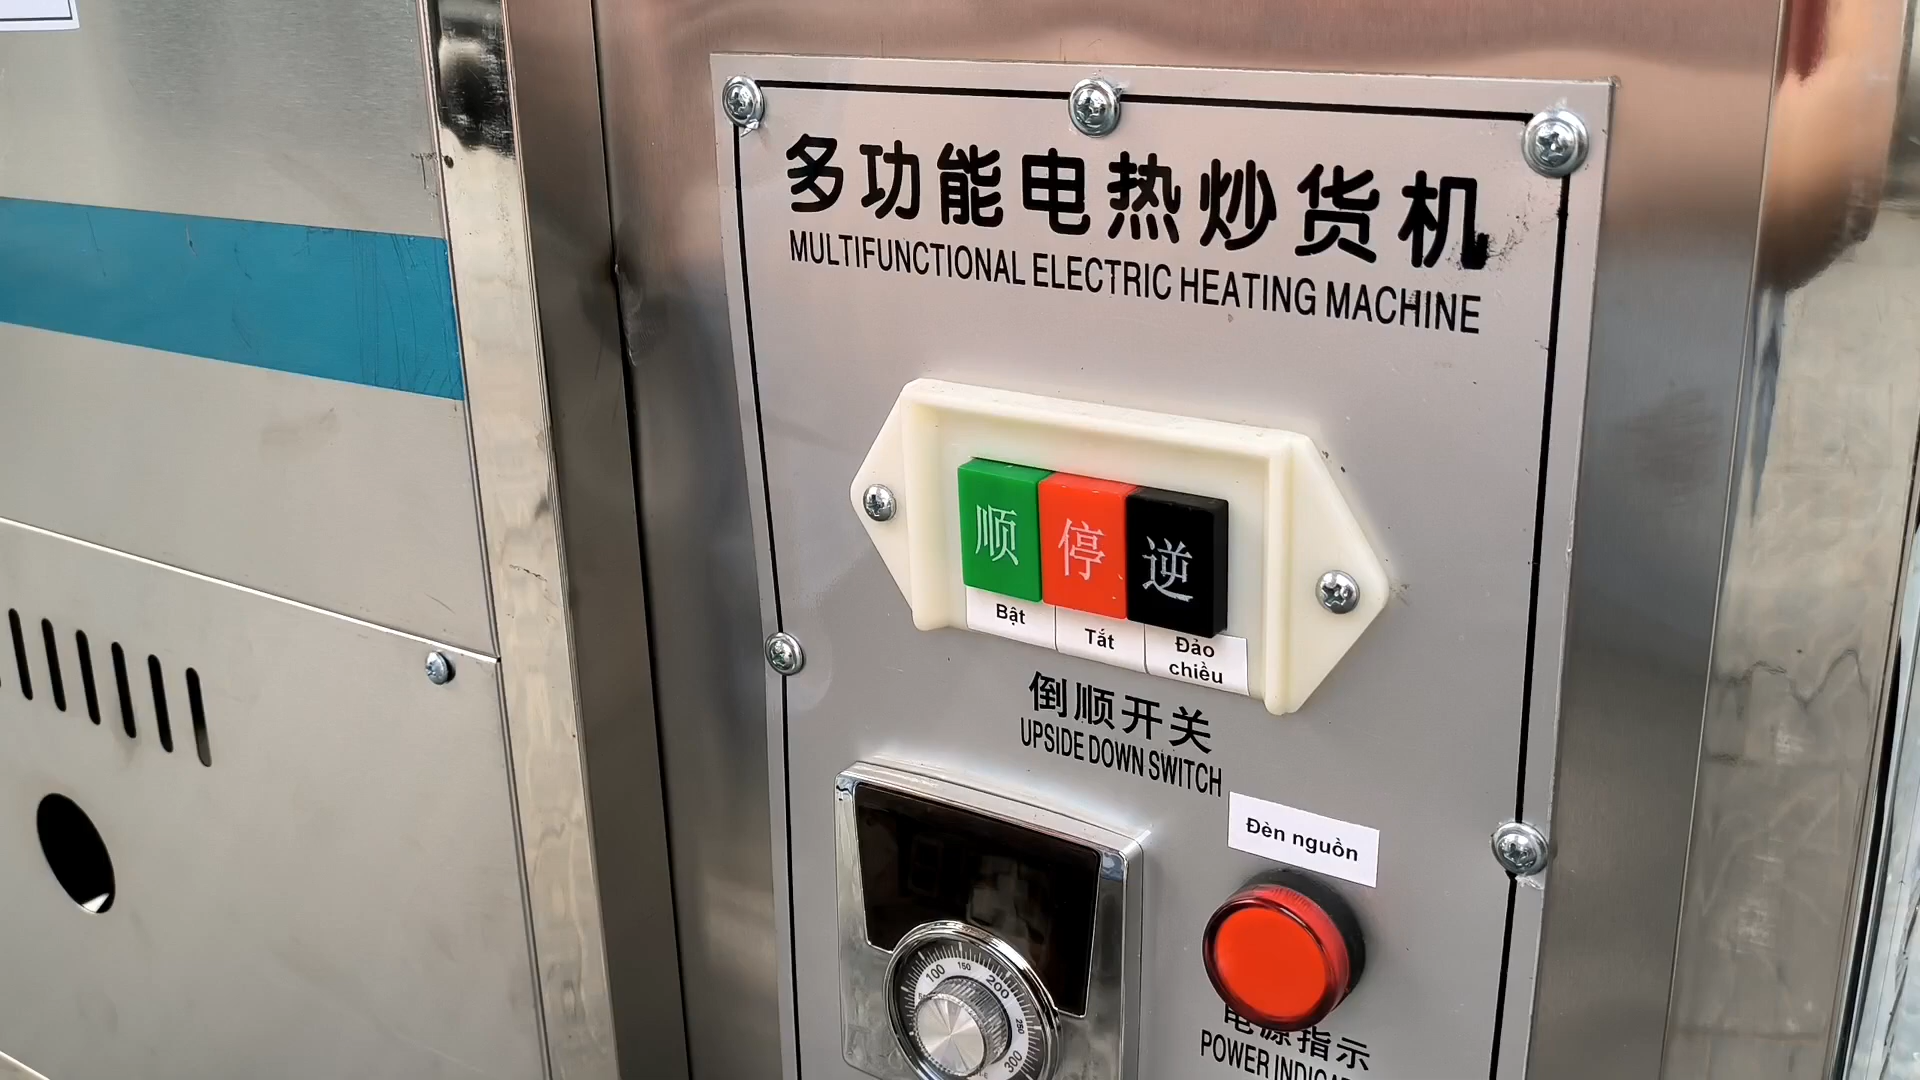 多功能电热炒货机
MULTIFUNCTIONAL ELECTRIC HEATING MACHINE
顺 停 逆
Bật
Tắt
Đảo
chiều
倒顺开关
UPSIDE DOWN SWITCH
Đèn nguồn
100 150 200 250 300
电源指示
POWER